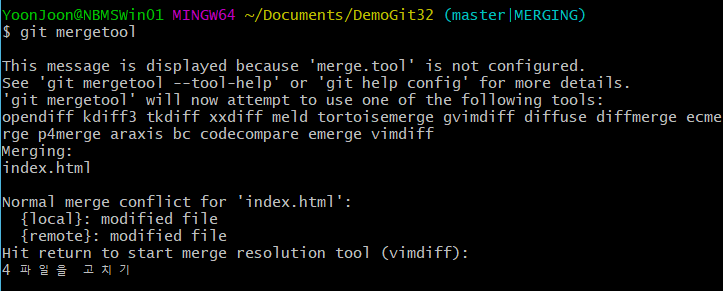 YoonJoon@NBMSWin01 MINGW64 ~/Documents/DemoGit32 (master|MERGING)
$ git mergetool
This message is displayed because 'merge.tool' is not configured.
See 'git mergetool --tool-help' or 'git help config' for more details.
'git mergetool' will now attempt to use one of the following tools:
opendiff kdiff3 tkdiff xxdiff meld tortoisemerge gvimdiff diffuse diffmerge ecme
rge p4merge araxis bc codecompare emerge vimdiff
Merging:
index.html
Normal merge conflict for 'index.html':
{local}: modified file
{remote}: modified file
Hit return to start merge resolution tool (vimdiff):
4 파일을 고치기